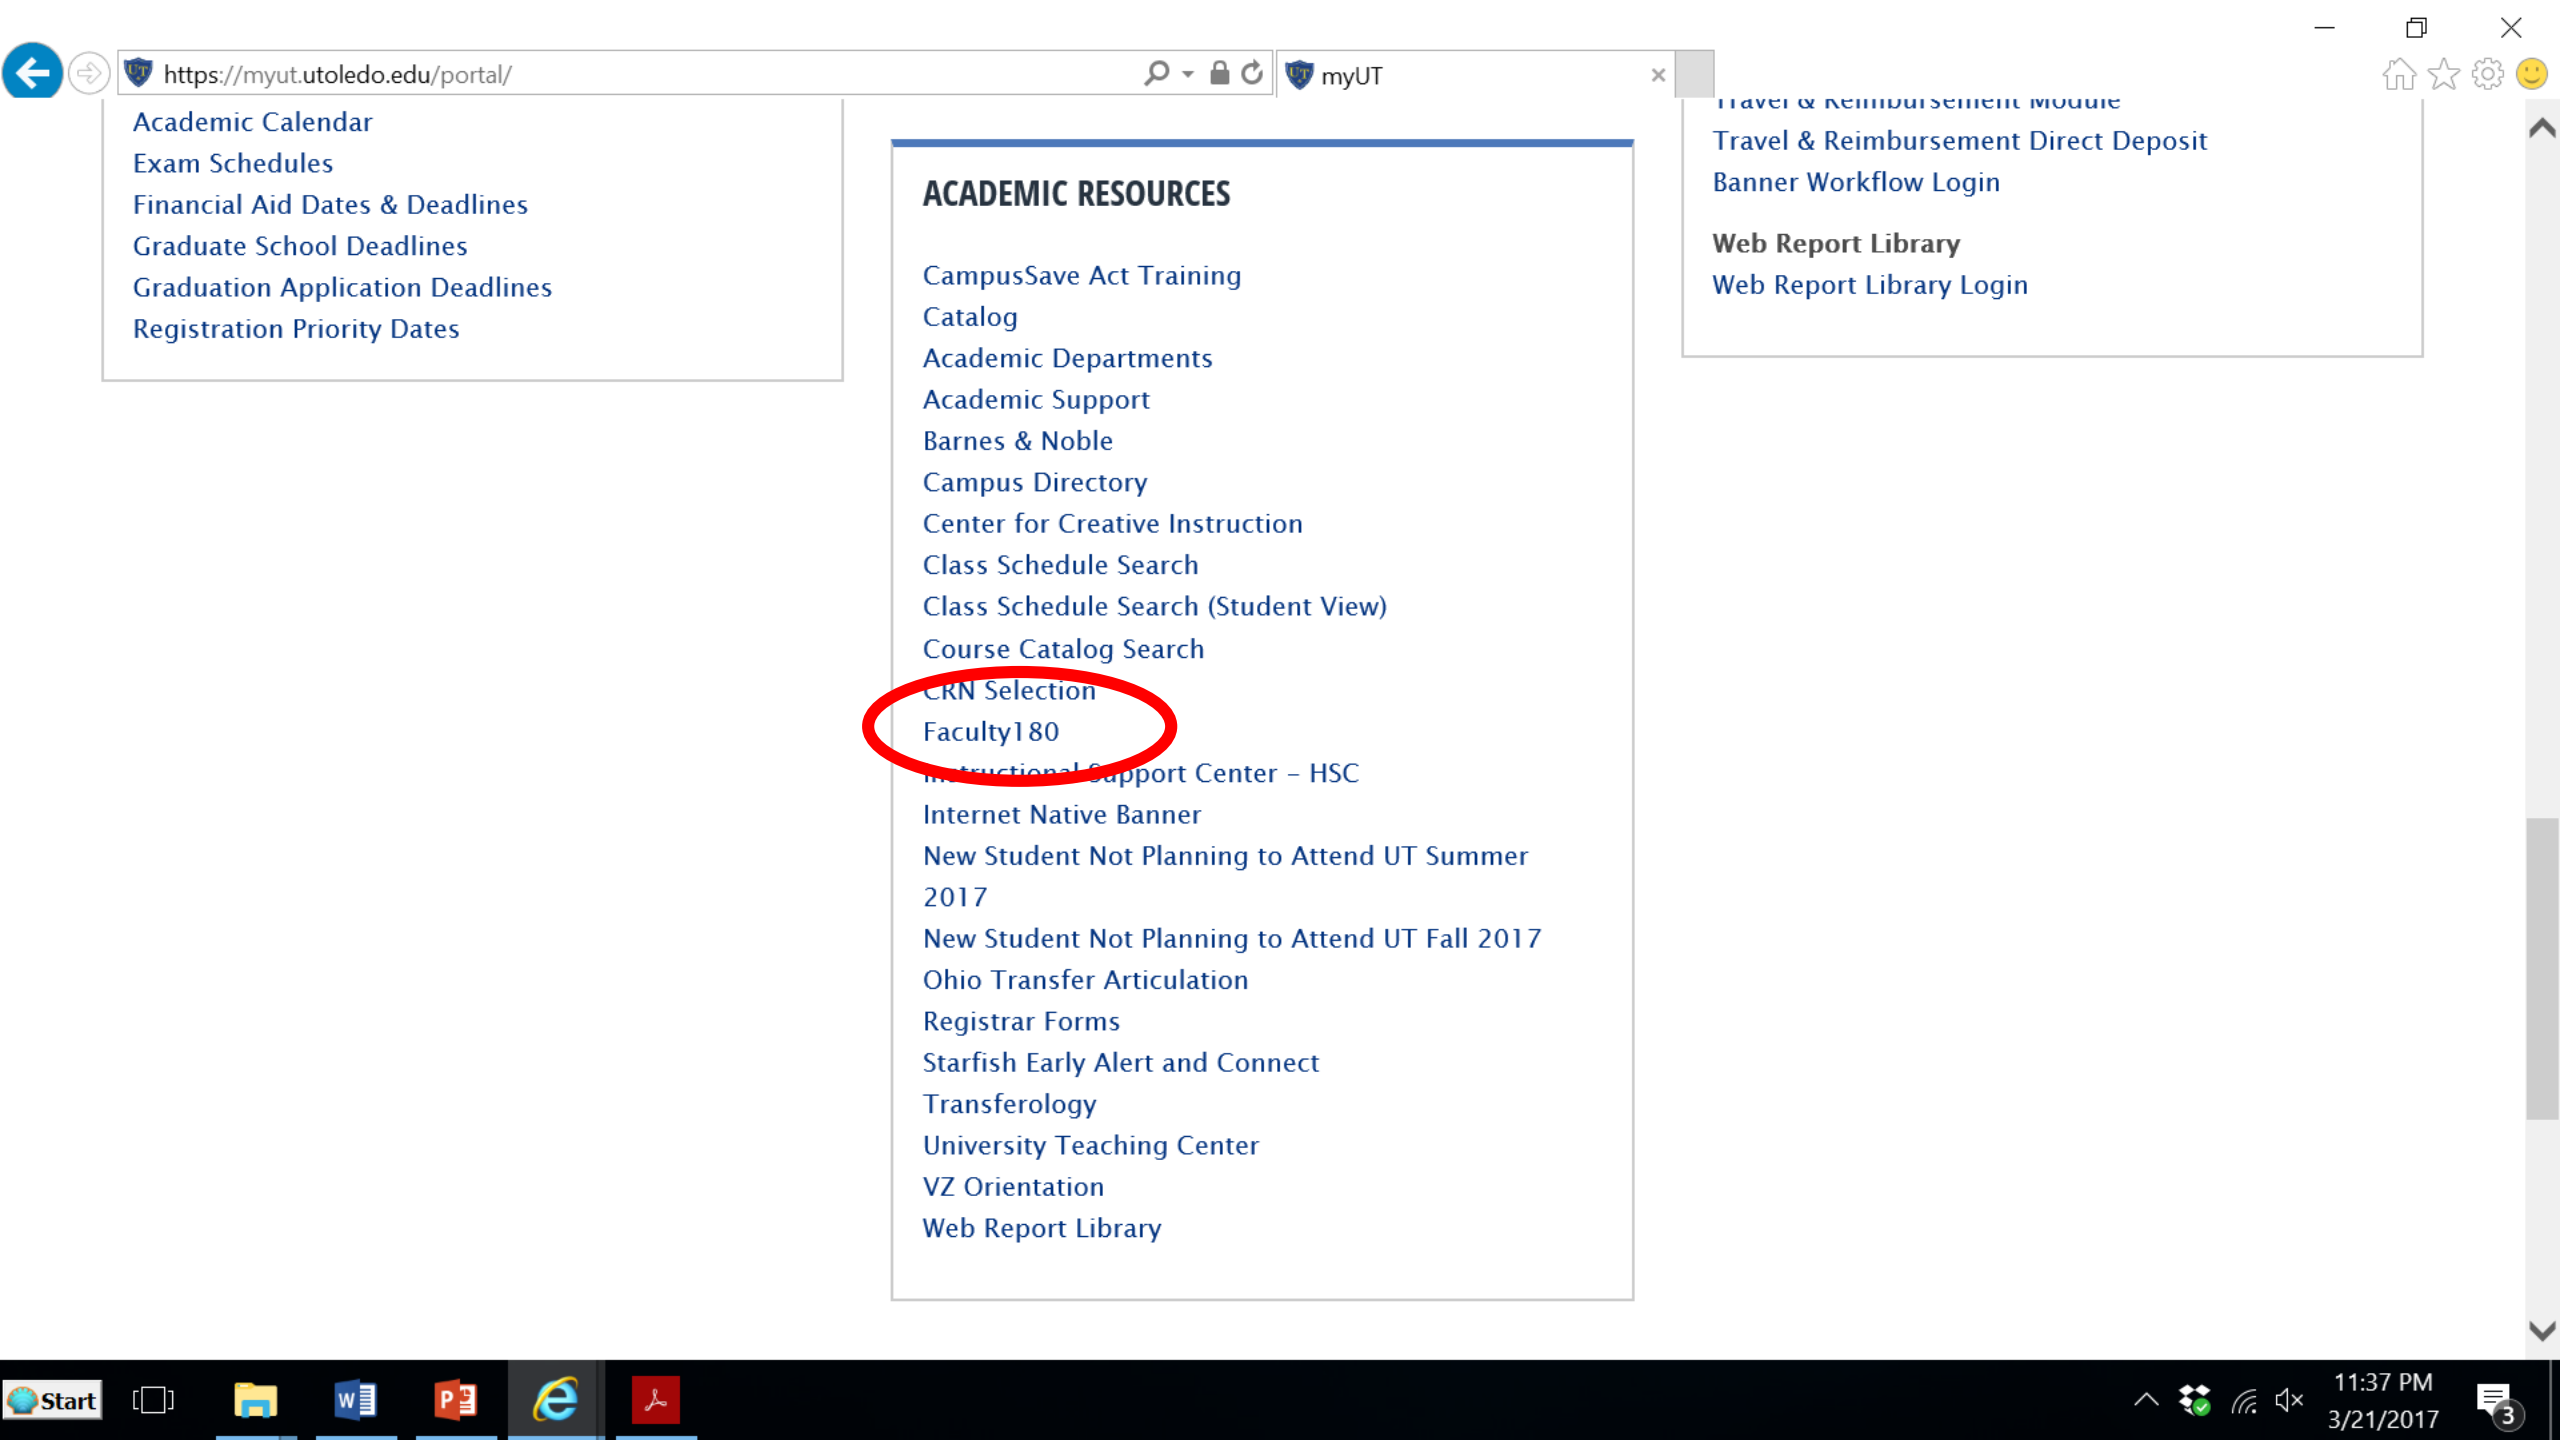 https://myut.utoledo.edu/portal/
myUT
Academic Calendar
Exam Schedules
Financial Aid Dates & Deadlines
Graduate School Deadlines
Graduation Application Deadlines
Registration Priority Dates
ACADEMIC RESOURCES
CampusSave Act Training
Catalog
Academic Departments
Academic Support
Barnes & Noble
Campus Directory
Center for Creative Instruction
Class Schedule Search
Class Schedule Search (Student View)
Course Catalog Search
CRN Selection
Faculty180
Instructional Support Center – HSC
Internet Native Banner
New Student Not Planning to Attend UT Summer
2017
New Student Not Planning to Attend UT Fall 2017
Ohio Transfer Articulation
Registrar Forms
Starfish Early Alert and Connect
Transferology
University Teaching Center
VZ Orientation
Web Report Library
Travel & Reimbursement Module
Travel & Reimbursement Direct Deposit
Banner Workflow Login
Web Report Library
Web Report Library Login
Start
11:37 PM
3/21/2017
3